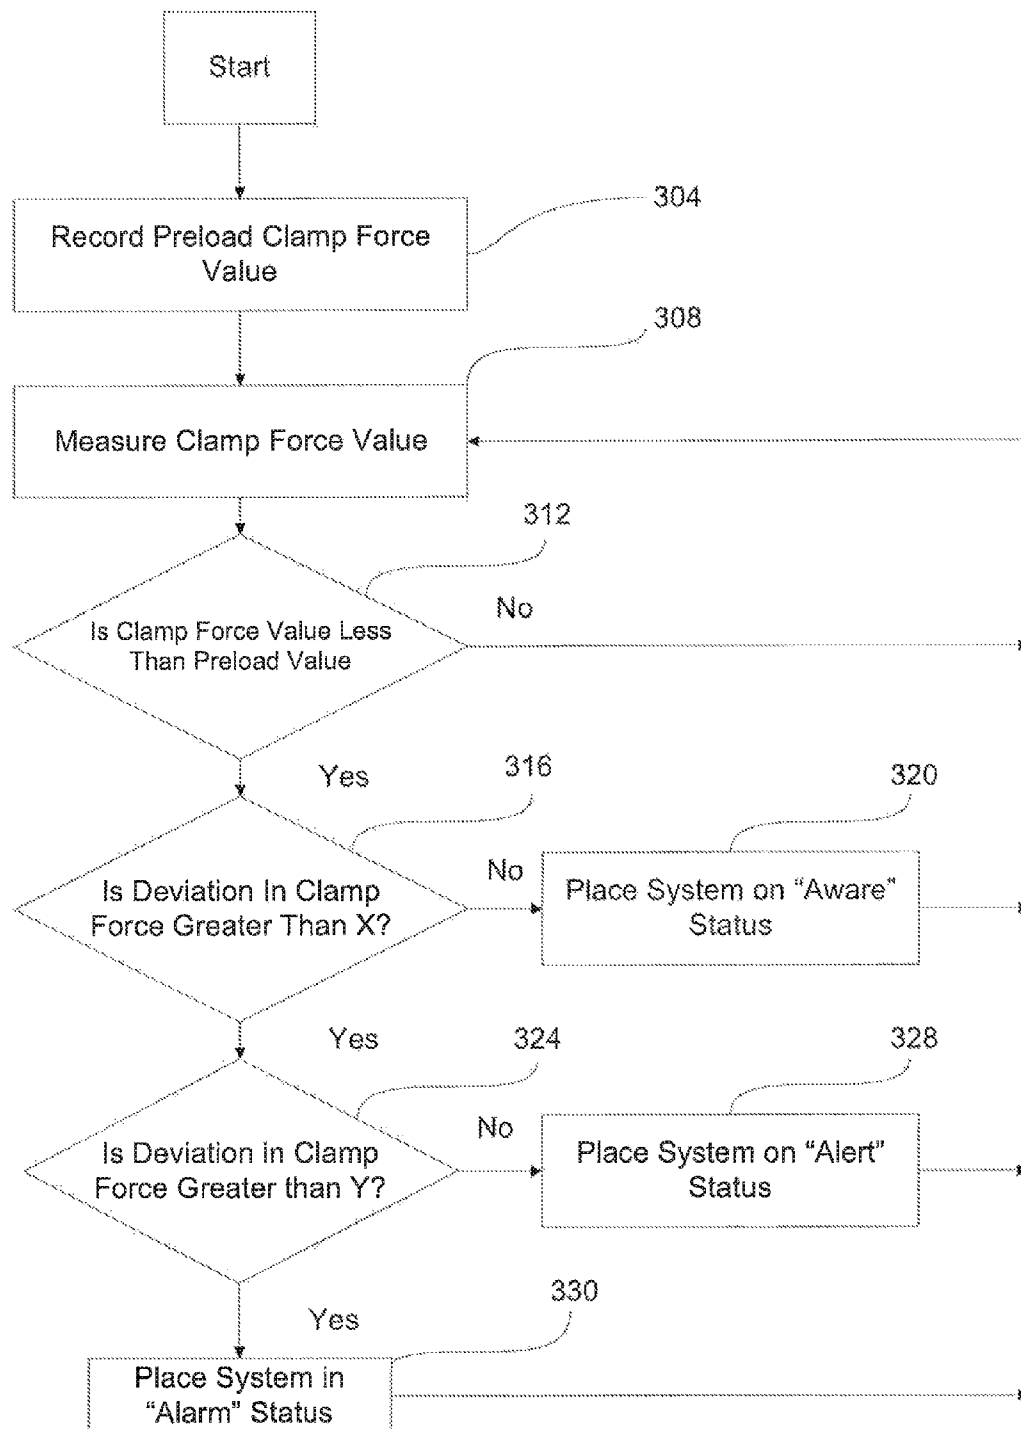 Start
304
Record Preload Clamp Force
Value
308
Measure Clamp Force Value
312
No
Is Clamp Force Value Less
Than Preload Value
Yes
316
320
Is Deviation In Clamp
Force Greater Than X?
No
Place System on “Aware”
Status
Yes
324
328
Is Deviation in Clamp
Force Greater than Y?
No
Place System on “Alert”
Status
Yes
330
Place System in
“Alarm” Status